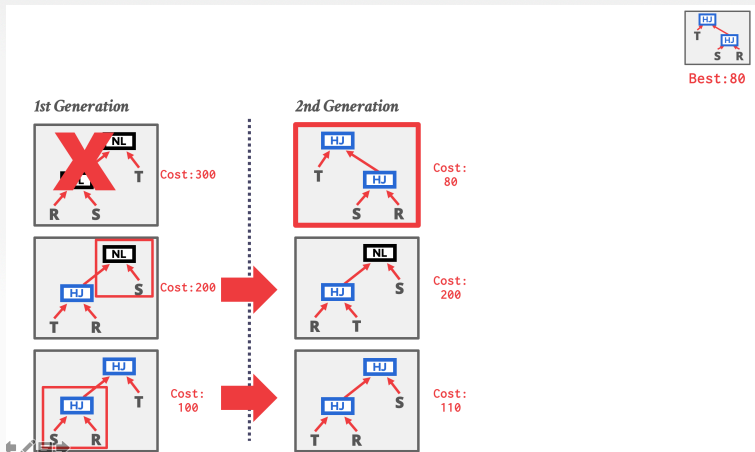 HJ
T
HJ
S R
Best:80
1st Generation
2nd Generation
NL
T
R S
Cost:300
HJ
T
HJ
S R
Cost:
80
NL
HJ
S
T R
Cost:200
NL
HJ
S
R T
Cost:
200
HJ
HJ
T
S R
Cost:
100
HJ
HJ
S
T R
Cost:
110